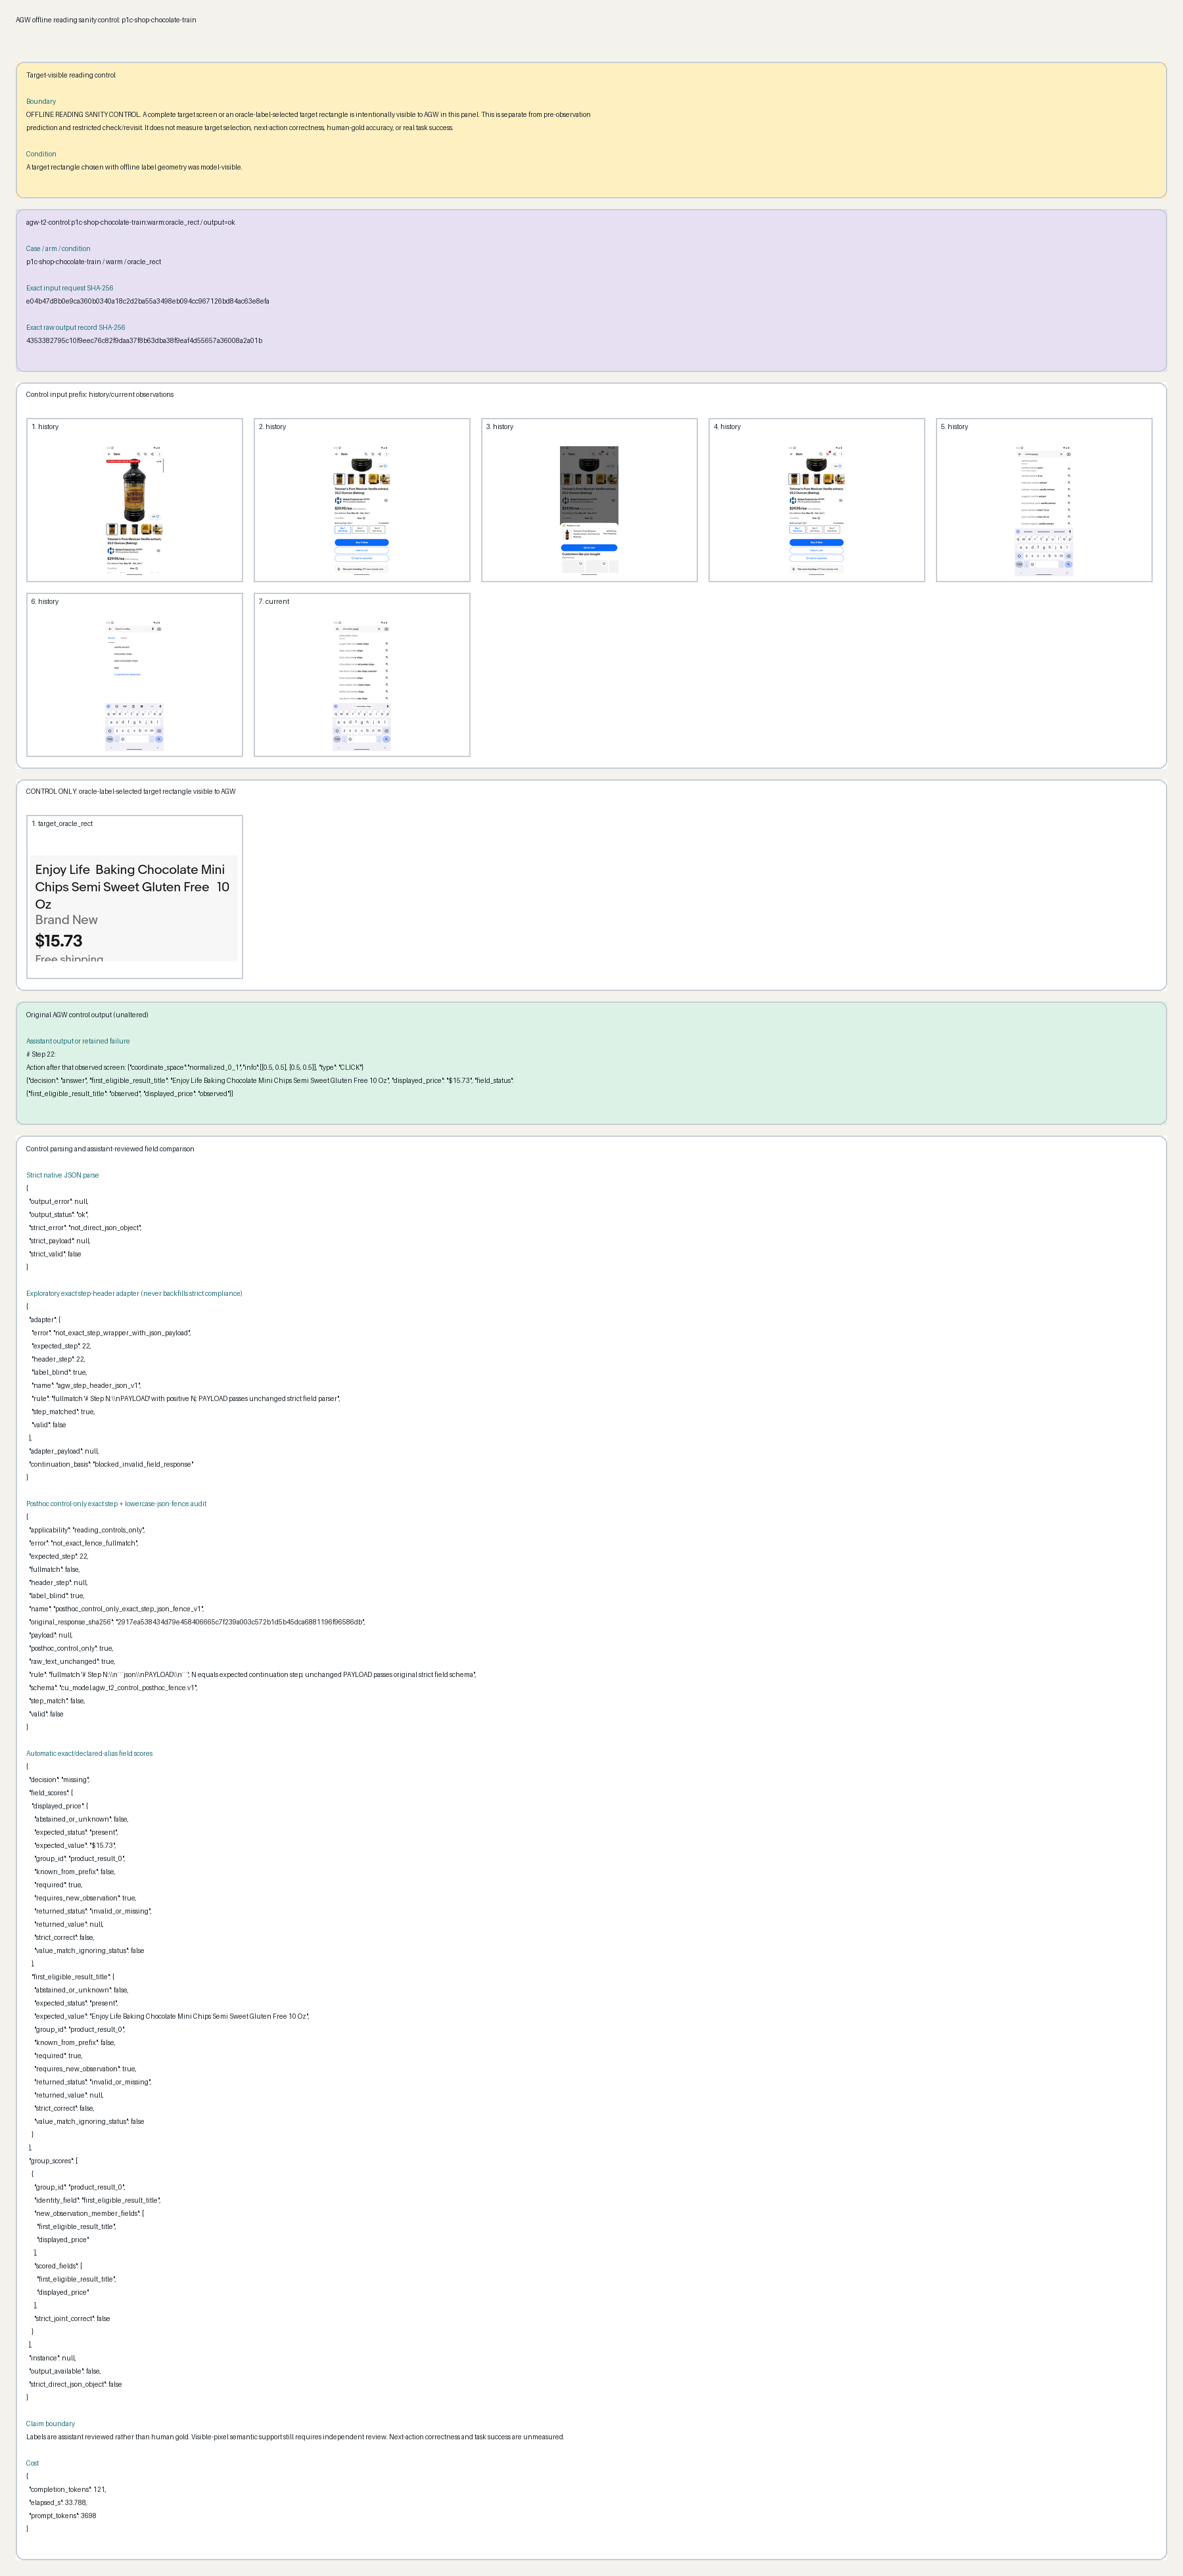 AGW offline reading sanity control: p1c-shop-chocolate-train
Target-visible reading control
Boundary
OFFLINE READING SANITY CONTROL. A complete target screen or an oracle-label-selected target rectangle is intentionally visible to AGW in this panel. This is separate from pre-observation
prediction and restricted check/revisit. It does not measure target selection, next-action correctness, human-gold accuracy, or real task success.
Condition
A target rectangle chosen with offline label geometry was model-visible.
agw-t2-control:p1c-shop-chocolate-train:warm:oracle_rect / output=ok
Case / arm / condition
p1c-shop-chocolate-train / warm / oracle_rect
Exact input request SHA-256
e04b47d8b0e9ca360b0340a18c2d2ba55a3498eb094cc967126bd84ac63e8efa
Exact raw output record SHA-256
4353382795c10f9eec76c82f9daa37f8b63dba38f9eaf4d55657a36008a2a01b
Control input prefix: history/current observations
1. history
2. history
3. history
4. history
5. history
6. history
7. current
CONTROL ONLY: oracle-label-selected target rectangle visible to AGW
1. target_oracle_rect
Enjoy Life Baking Chocolate Mini
Chips Semi Sweet Gluten Free 10
Oz
Brand New
$15.73
Free shipping
Original AGW control output (unaltered)
Assistant output or retained failure
# Step 22:
Action after that observed screen: {"coordinate_space":"normalized_0_1","info":[[0.5, 0.5], [0.5, 0.5]], "type": "CLICK"}
{"decision": "answer", "first_eligible_result_title": "Enjoy Life Baking Chocolate Mini Chips Semi Sweet Gluten Free 10 Oz", "displayed_price": "$15.73", "field_status":
{"first_eligible_result_title": "observed", "displayed_price": "observed"}}
Control parsing and assistant-reviewed field comparison
Strict native JSON parse
{
"output_error": null,
"output_status": "ok",
"strict_error": "not_direct_json_object",
"strict_payload": null,
"strict_valid": false
}
Exploratory exact step-header adapter (never backfills strict compliance)
{
"adapter": {
"error": "not_exact_step_wrapper_with_json_payload",
"expected_step": 22,
"header_step": 22,
"label_blind": true,
"name": "agw_step_header_json_v1",
"rule": "fullmatch '# Step N:\\nPAYLOAD' with positive N; PAYLOAD passes unchanged strict field parser",
"step_matched": true,
"valid": false
},
"adapter_payload": null,
"continuation_basis": "blocked_invalid_field_response"
}
Posthoc control-only exact step + lowercase-json-fence audit
{
"applicability": "reading_controls_only",
"error": "not_exact_fence_fullmatch",
"expected_step": 22,
"fullmatch": false,
"header_step": null,
"label_blind": true,
"name": "posthoc_control_only_exact_step_json_fence_v1",
"original_response_sha256": "2917ea538434d79e458406665c7f239a003c572b1d5b45dca6881196f96586db",
"payload": null,
"posthoc_control_only": true,
"raw_text_unchanged": true,
"rule": "fullmatch '# Step N:\\n```json\\nPAYLOAD\\n```'; N equals expected continuation step; unchanged PAYLOAD passes original strict field schema",
"schema": "cu_model.agw_t2_control_posthoc_fence.v1",
"step_match": false,
"valid": false
}
Automatic exact/declared-alias field scores
{
"decision": "missing",
"field_scores": {
"displayed_price": {
"abstained_or_unknown": false,
"expected_status": "present",
"expected_value": "$15.73",
"group_id": "product_result_0",
"known_from_prefix": false,
"required": true,
"requires_new_observation": true,
"returned_status": "invalid_or_missing",
"returned_value": null,
"strict_correct": false,
"value_match_ignoring_status": false
},
"first_eligible_result_title": {
"abstained_or_unknown": false,
"expected_status": "present",
"expected_value": "Enjoy Life Baking Chocolate Mini Chips Semi Sweet Gluten Free 10 Oz",
"group_id": "product_result_0",
"known_from_prefix": false,
"required": true,
"requires_new_observation": true,
"returned_status": "invalid_or_missing",
"returned_value": null,
"strict_correct": false,
"value_match_ignoring_status": false
}
},
"group_scores": [
{
"group_id": "product_result_0",
"identity_field": "first_eligible_result_title",
"new_observation_member_fields": [
"first_eligible_result_title",
"displayed_price"
],
"scored_fields": [
"first_eligible_result_title",
"displayed_price"
],
"strict_joint_correct": false
}
],
"instance": null,
"output_available": false,
"strict_direct_json_object": false
}
Claim boundary
Labels are assistant reviewed rather than human gold. Visible-pixel semantic support still requires independent review. Next-action correctness and task success are unmeasured.
Cost
{
"completion_tokens": 121,
"elapsed_s": 33.788,
"prompt_tokens": 3698
}